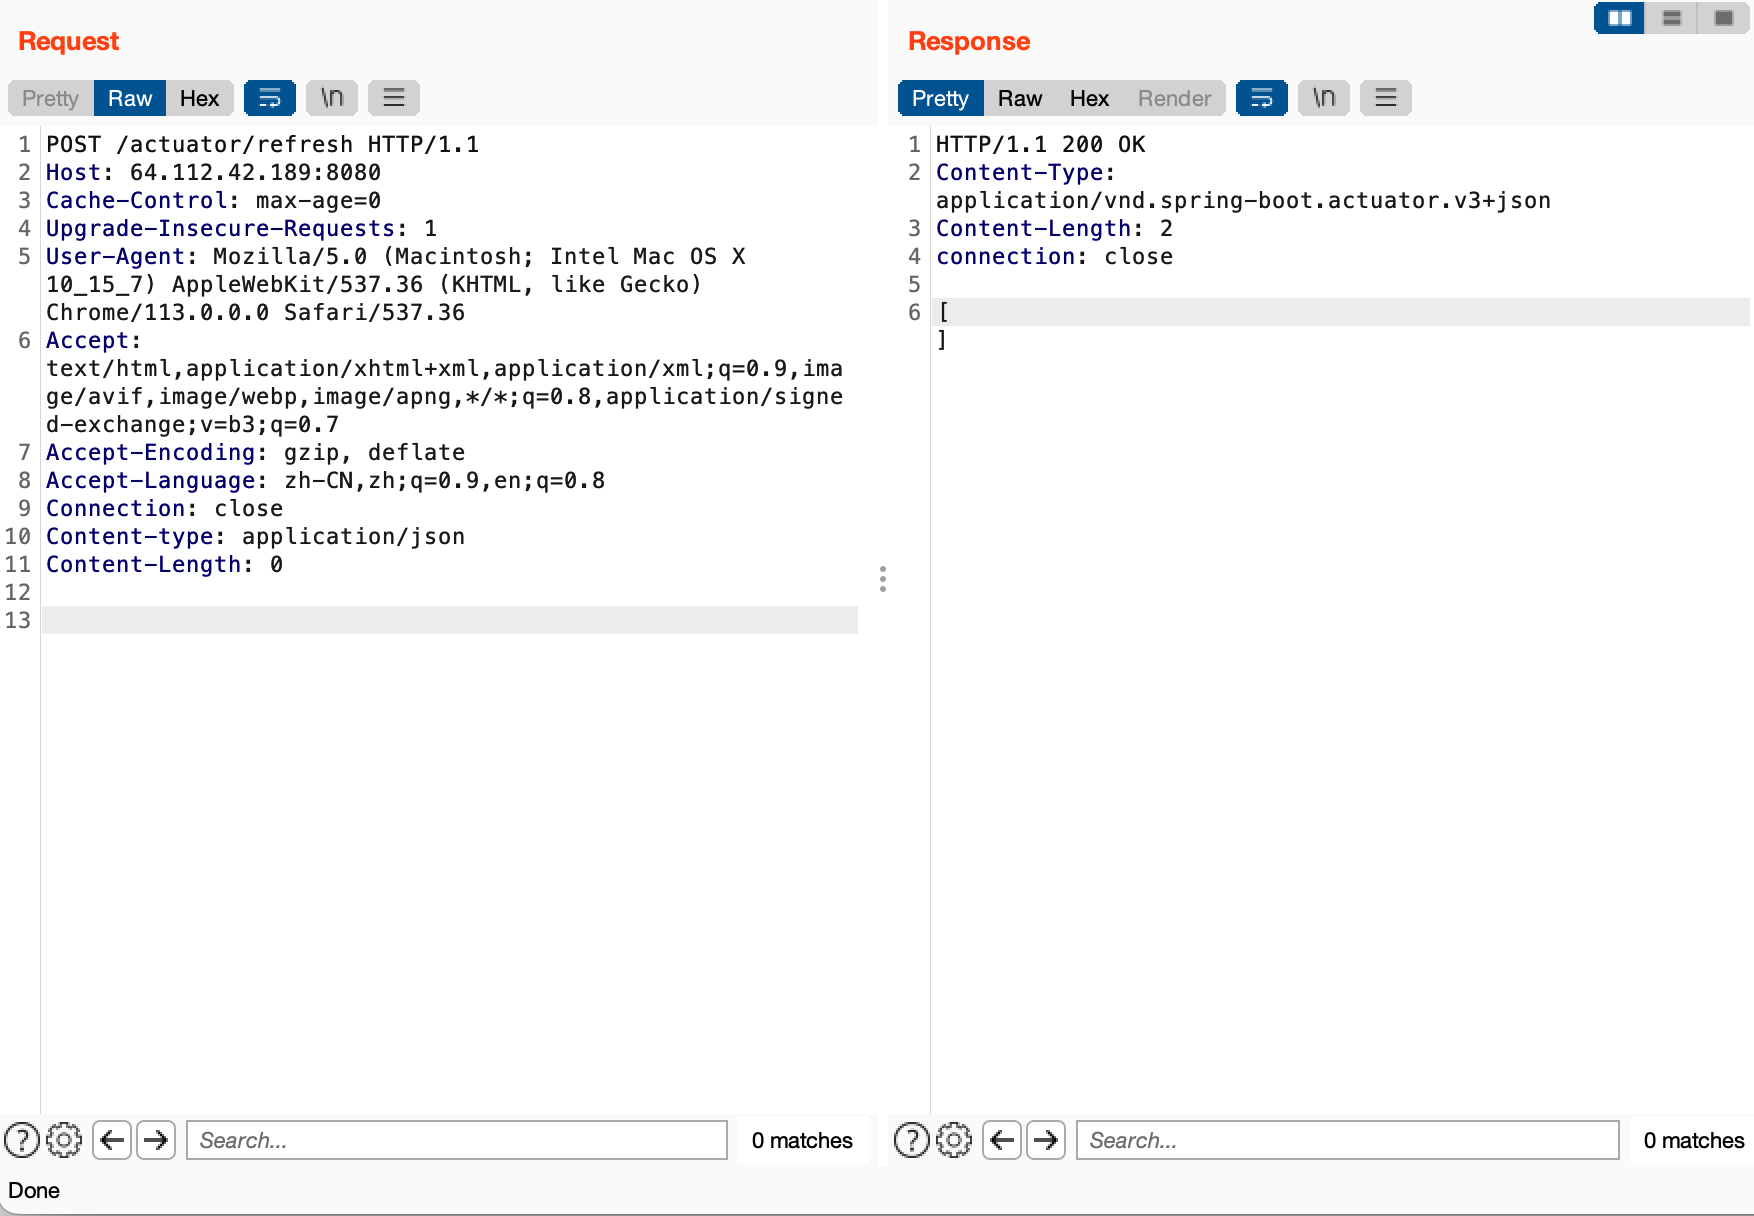 Request
Pretty Raw Hex \n
1 POST /actuator/refresh HTTP/1.1
2 Host: 64.112.42.189:8080
3 Cache-Control: max-age=0
4 Upgrade-Insecure-Requests: 1
5 User-Agent: Mozilla/5.0 (Macintosh; Intel Mac OS X
10_15_7) AppleWebKit/537.36 (KHTML, like Gecko)
Chrome/113.0.0.0 Safari/537.36
6 Accept:
text/html,application/xhtml+xml,application/xml;q=0.9,ima
ge/avif,image/webp,image/apng,*/*;q=0.8,application/signe
d-exchange;v=b3;q=0.7
7 Accept-Encoding: gzip, deflate
8 Accept-Language: zh-CN,zh;q=0.9,en;q=0.8
9 Connection: close
10 Content-type: application/json
11 Content-Length: 0
12
13
? Search... 0 matches
Response
Pretty Raw Hex Render \n
1 HTTP/1.1 200 OK
2 Content-Type:
application/vnd.spring-boot.actuator.v3+json
3 Content-Length: 2
4 connection: close
5
6 [
]
? Search... 0 matches
Done